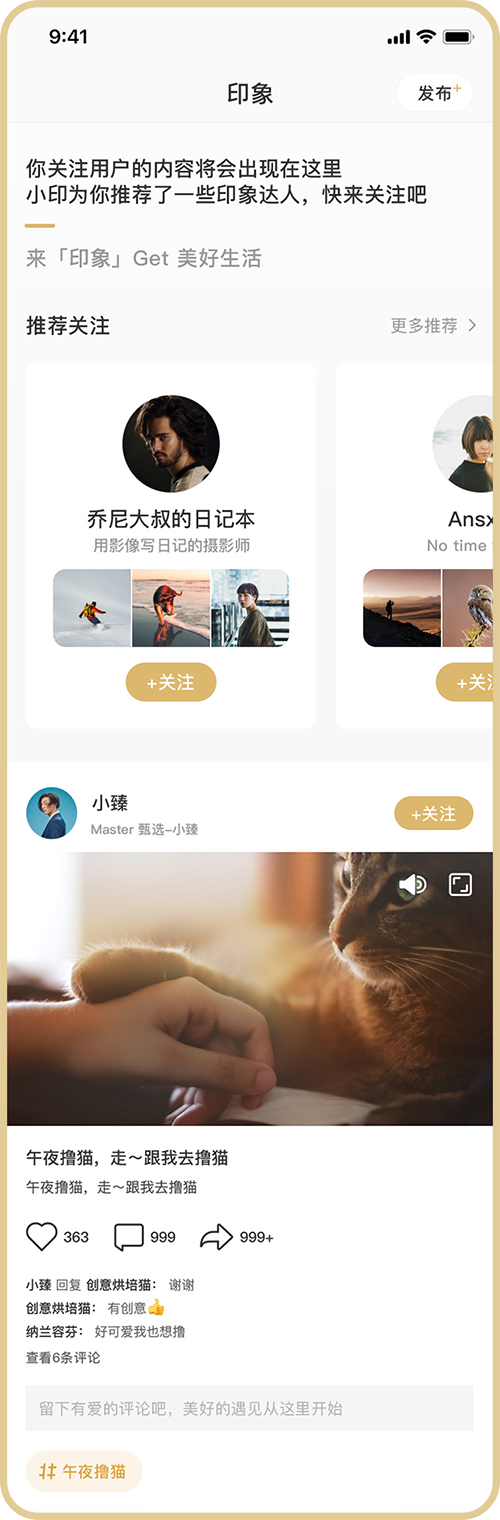 9:41
印象
发布+
你关注用户的内容将会出现在这里
小印为你推荐了一些印象达人，快来关注吧
来「印象」Get 美好生活
推荐关注
更多推荐 >
乔尼大叔的日记本
用影像写日记的摄影师
+关注
Ansx
No time
+关注
小臻
Master 甄选-小臻
+关注
午夜撸猫，走～跟我去撸猫
午夜撸猫，走～跟我去撸猫
363 999 999+
小臻 回复 创意烘培猫： 谢谢
创意烘培猫： 有创意👍
纳兰容芬： 好可爱我也想撸
查看6条评论
留下有爱的评论吧，美好的遇见从这里开始
# 午夜撸猫